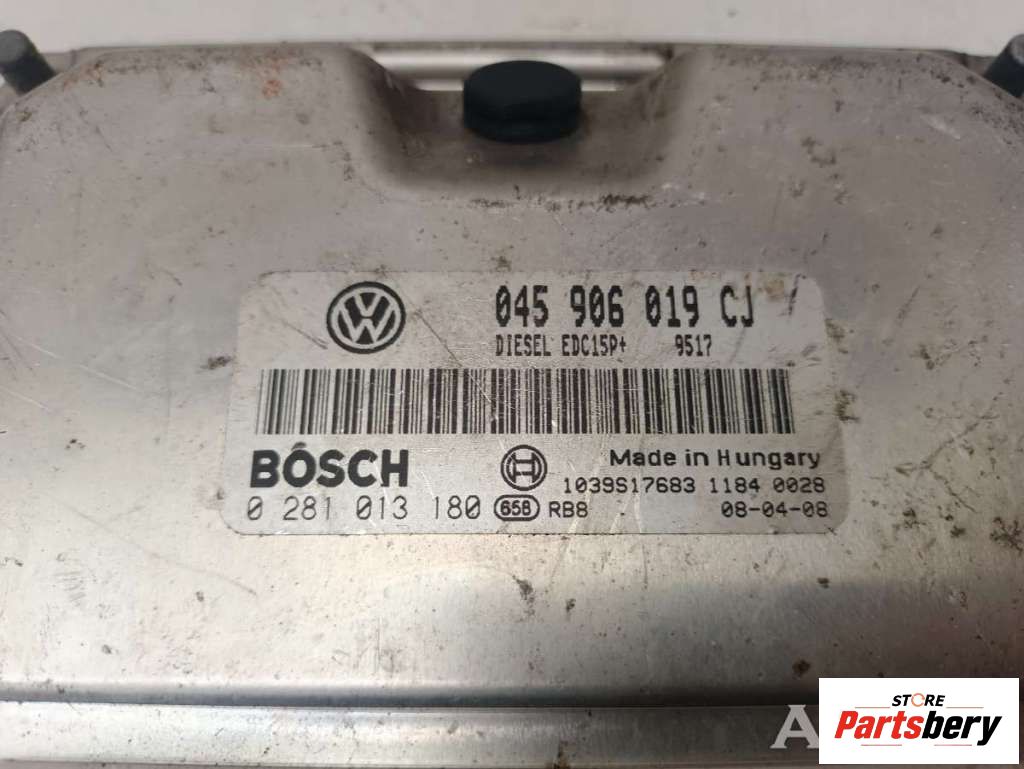 045 906 019 CJ
DIESEL EDC15P+ 9517
BOSCH
Made in Hungary
1039S17683 1184 0028
0 281 013 180 658 RB8 08-04-08
STORE
Partsbery